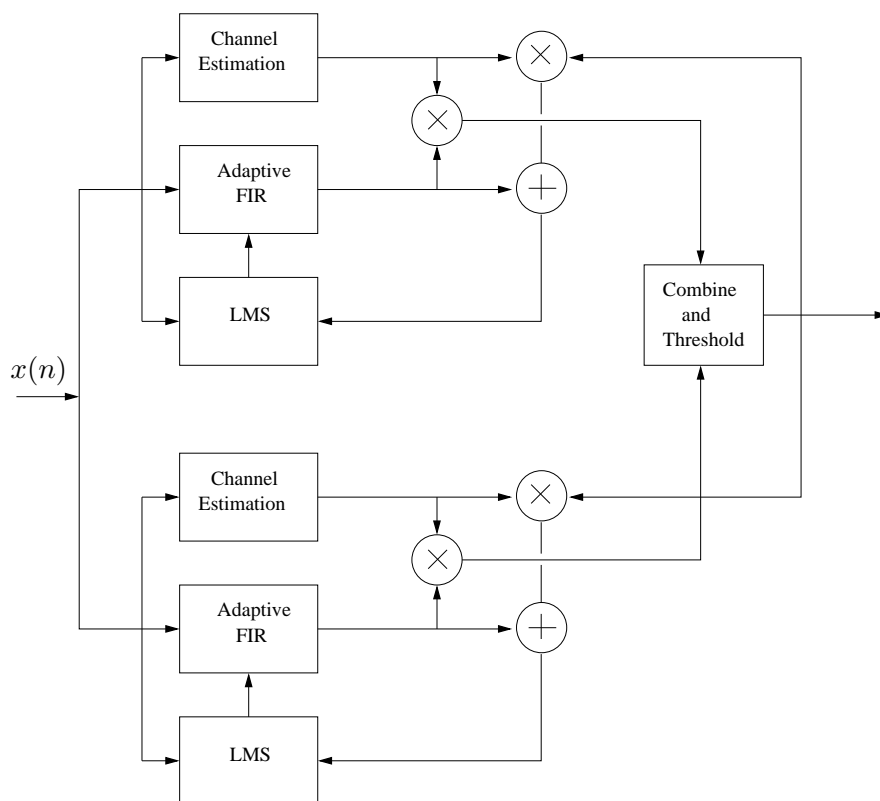 Channel
Estimation
Adaptive
FIR
LMS
Combine
and
Threshold
x(n)
Channel
Estimation
Adaptive
FIR
LMS